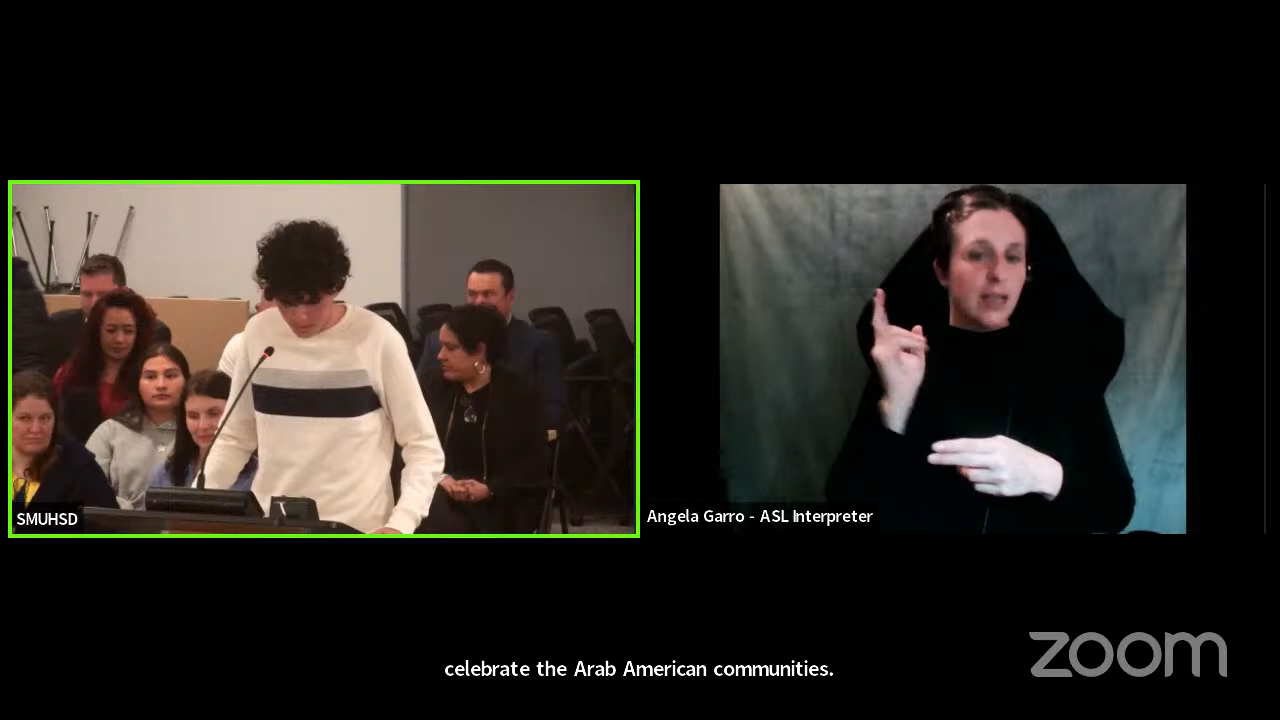 SMUHSD
Angela Garro - ASL Interpreter
celebrate the Arab American communities.
zoom